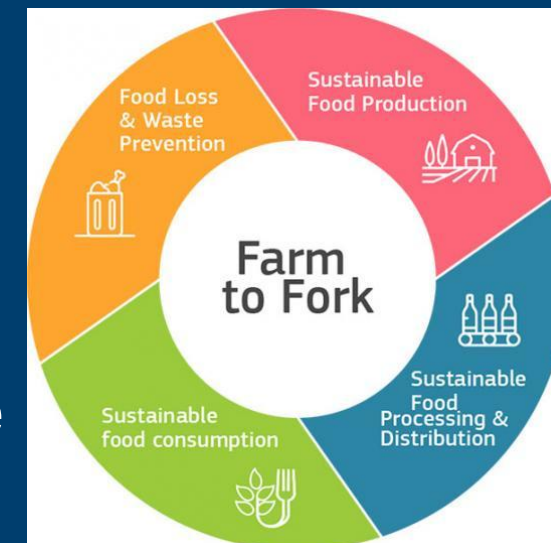 Food Loss
& Waste
Prevention
Sustainable
Food Production
Farm
to Fork
Sustainable
Food
Processing &
Distribution
Sustainable
food consumption